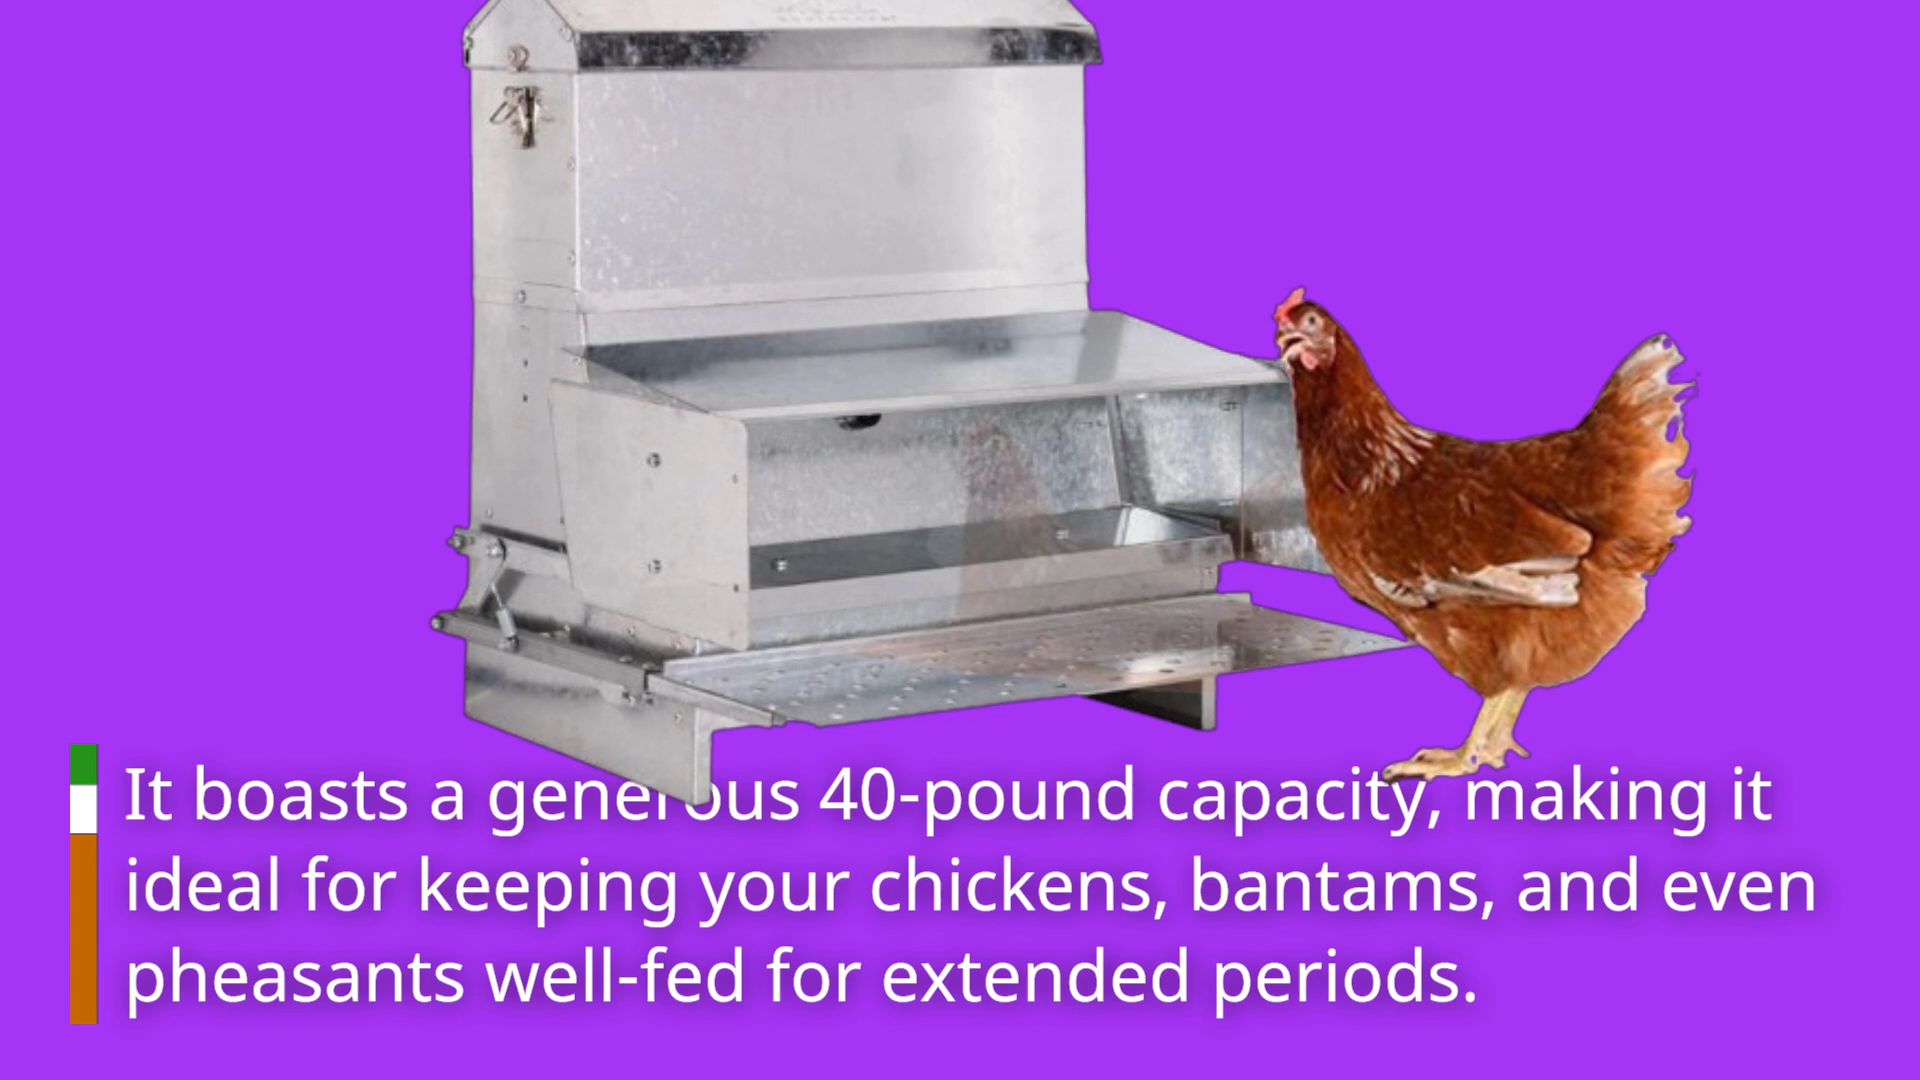 It boasts a generous 40-pound capacity, making it
ideal for keeping your chickens, bantams, and even
pheasants well-fed for extended periods.